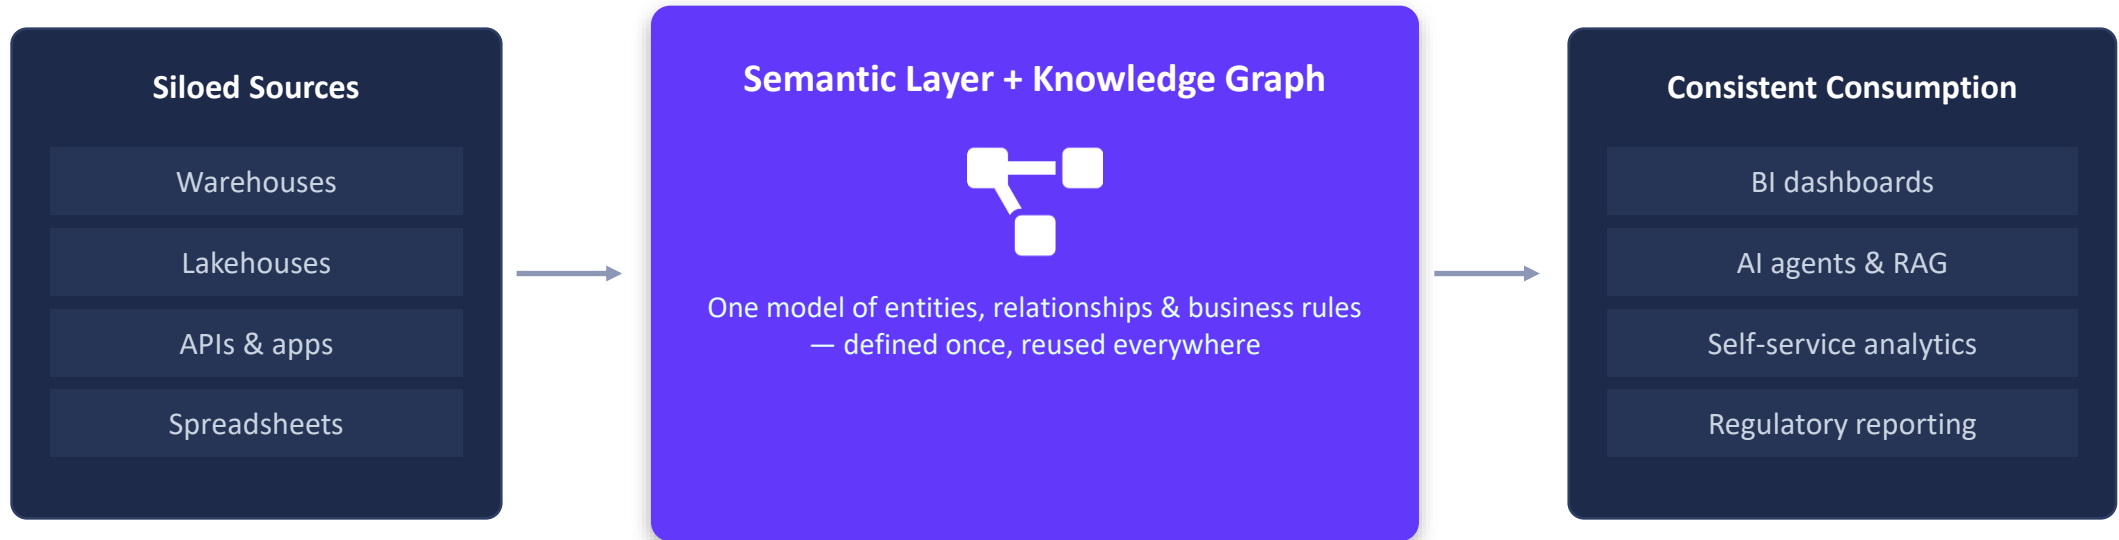 Siloed Sources
Warehouses
Lakehouses
APIs & apps
Spreadsheets
Semantic Layer + Knowledge Graph
One model of entities, relationships & business rules
— defined once, reused everywhere
Consistent Consumption
BI dashboards
AI agents & RAG
Self-service analytics
Regulatory reporting